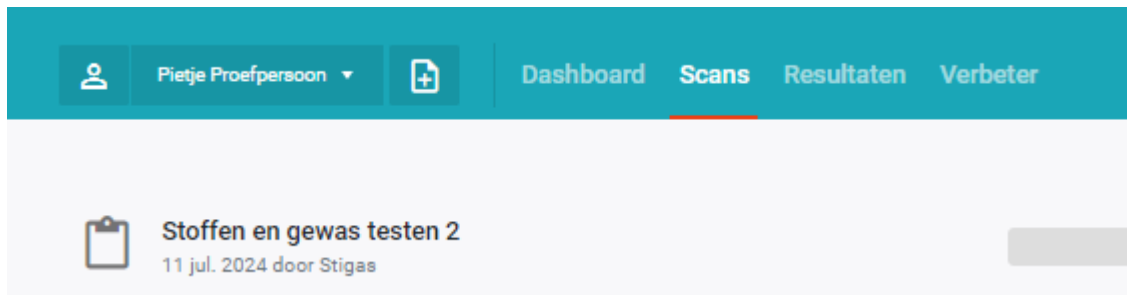 Pietje Proefpersoon Dashboard Scans Resultaten Verbeter
Stoffen en gewas testen 2
11 jul. 2024 door Stigas